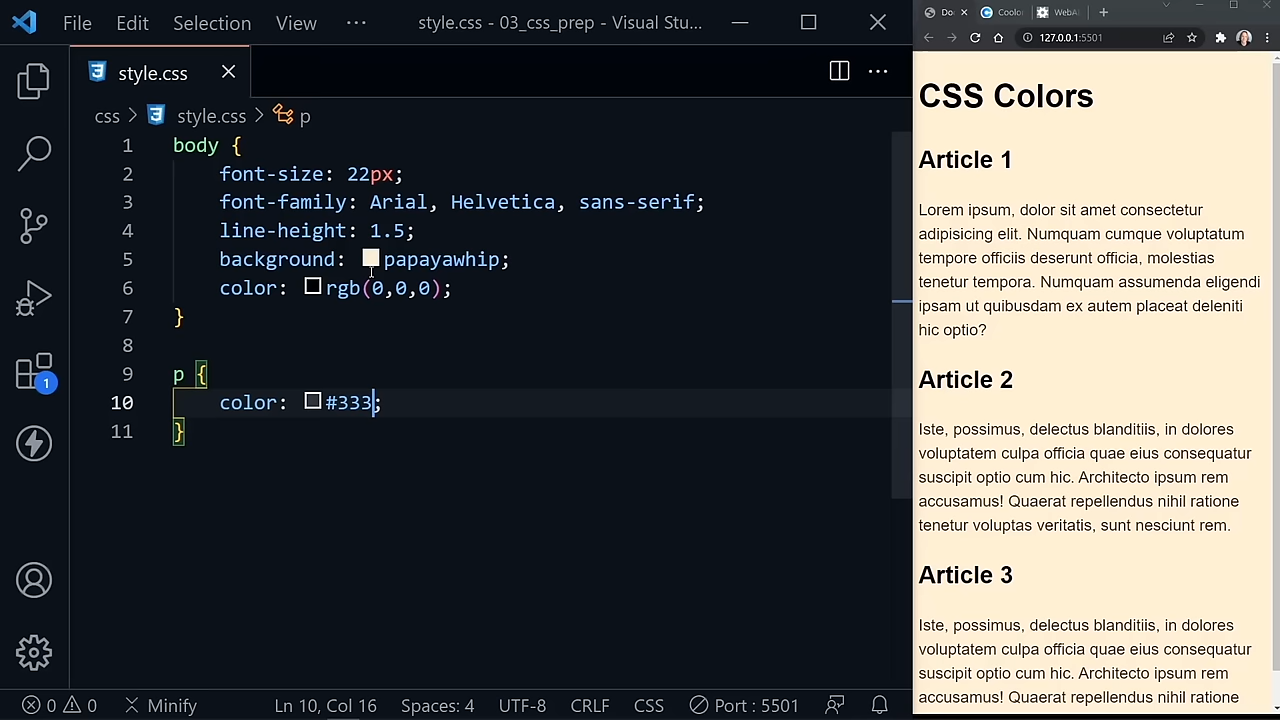 File Edit Selection View ··· style.css - 03_css_prep - Visual Stu...
style.css
css > style.css > p
1 body {
2 font-size: 22px;
3 font-family: Arial, Helvetica, sans-serif;
4 line-height: 1.5;
5 background: papayawhip;
6 color: rgb(0,0,0);
7 }
8
9 p {
10 color: #333;
11 }
1
0 0 Minify Ln 10, Col 16 Spaces: 4 UTF-8 CRLF CSS Port : 5501
Do Coolor WebAI
127.0.0.1:5501
CSS Colors
Article 1
Lorem ipsum, dolor sit amet consectetur
adipisicing elit. Numquam cumque voluptatum
tempore officiis deserunt officia, molestias
tenetur tempora. Numquam assumenda eligendi
ipsam ut quibusdam ex autem placeat deleniti
hic optio?
Article 2
Iste, possimus, delectus blanditiis, in dolores
voluptatem culpa officia quae eius consequatur
suscipit optio cum hic. Architecto ipsum rem
accusamus! Quaerat repellendus nihil ratione
tenetur voluptas veritatis, sunt nesciunt rem.
Article 3
Iste, possimus, delectus blanditiis, in dolores
voluptatem culpa officia quae eius consequatur
suscipit optio cum hic. Architecto ipsum rem
accusamus! Quaerat repellendus nihil ratione